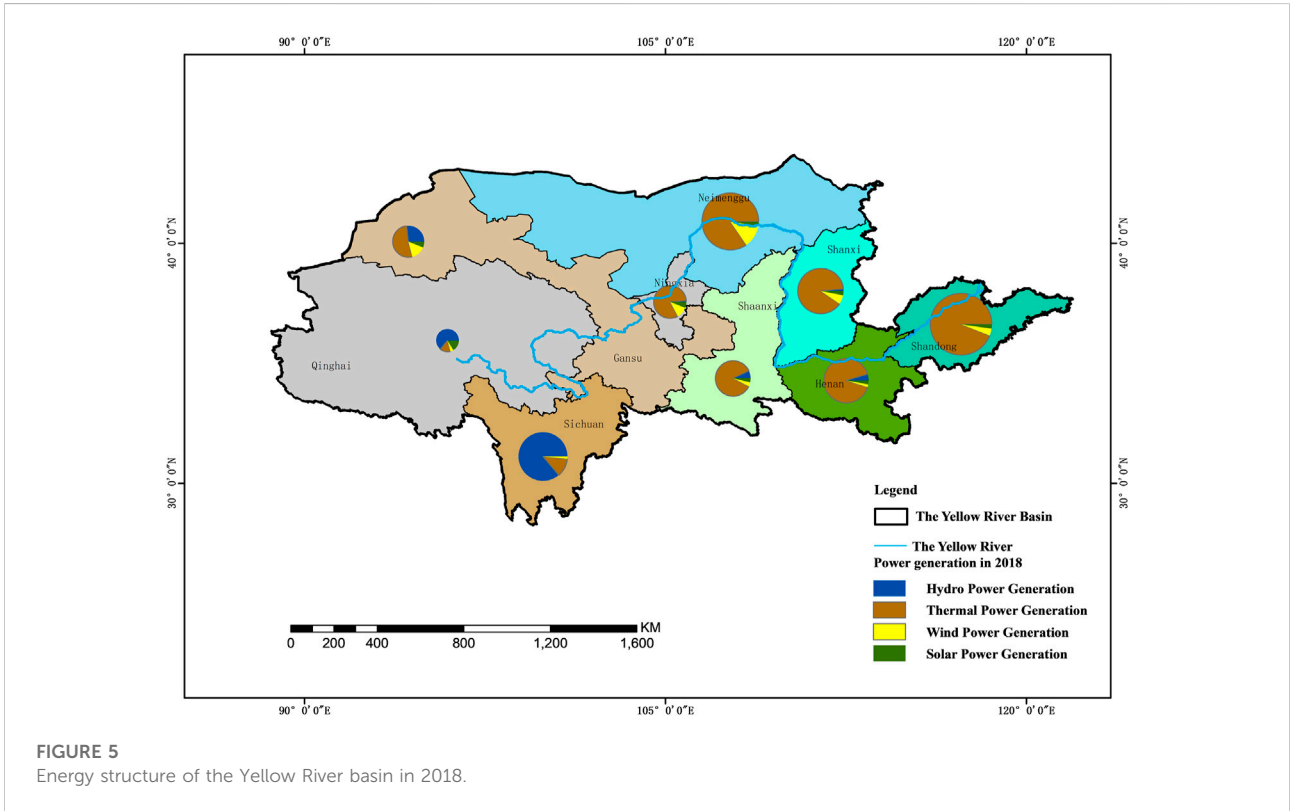 90° 0′0″E
105° 0′0″E
120° 0′0″E
40° 0′0″N
40° 0′0″N
30° 0′0″N
30° 0′0″N
Neimenggu
Shanxi
Ningxia
Shaanxi
Shandong
Gansu
Qinghai
Henan
Sichuan
Legend
The Yellow River Basin
The Yellow River
Power generation in 2018
Hydro Power Generation
Thermal Power Generation
Wind Power Generation
Solar Power Generation
KM
0 200 400 800 1,200 1,600
90° 0′0″E
105° 0′0″E
120° 0′0″E
FIGURE 5
Energy structure of the Yellow River basin in 2018.